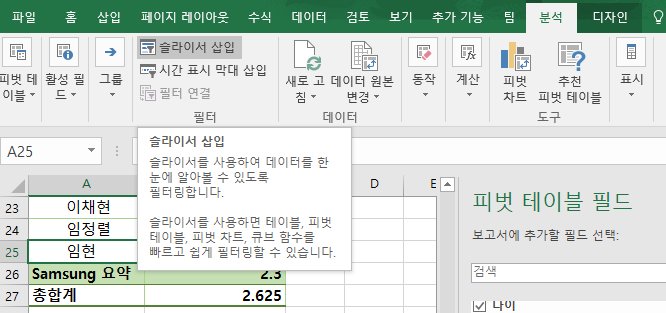 파일 홈 삽입 페이지 레이아웃 수식 데이터 검토 보기 추가 기능 팀 분석 디자인
슬라이서 삽입
시간 표시 막대 삽입
필터 연결
피벗 테
이블
활성 필
드
그룹
새로 고
침
데이터 원본
변경
동작
계산
피벗
차트
추천
피벗 테이블
표시
필터
데이터
도구
A25
슬라이서 삽입
슬라이서를 사용하여 데이터를 한
눈에 알아볼 수 있도록
필터링합니다.
슬라이서를 사용하면 테이블, 피벗
테이블, 피벗 차트, 큐브 함수를
빠르고 쉽게 필터링할 수 있습니다.
A D E
23 이채현
24 임정렬
25 임현
26 Samsung 요약 2.3
27 총합계 2.625
피벗 테이블 필드
보고서에 추가할 필드 선택:
검색
나이